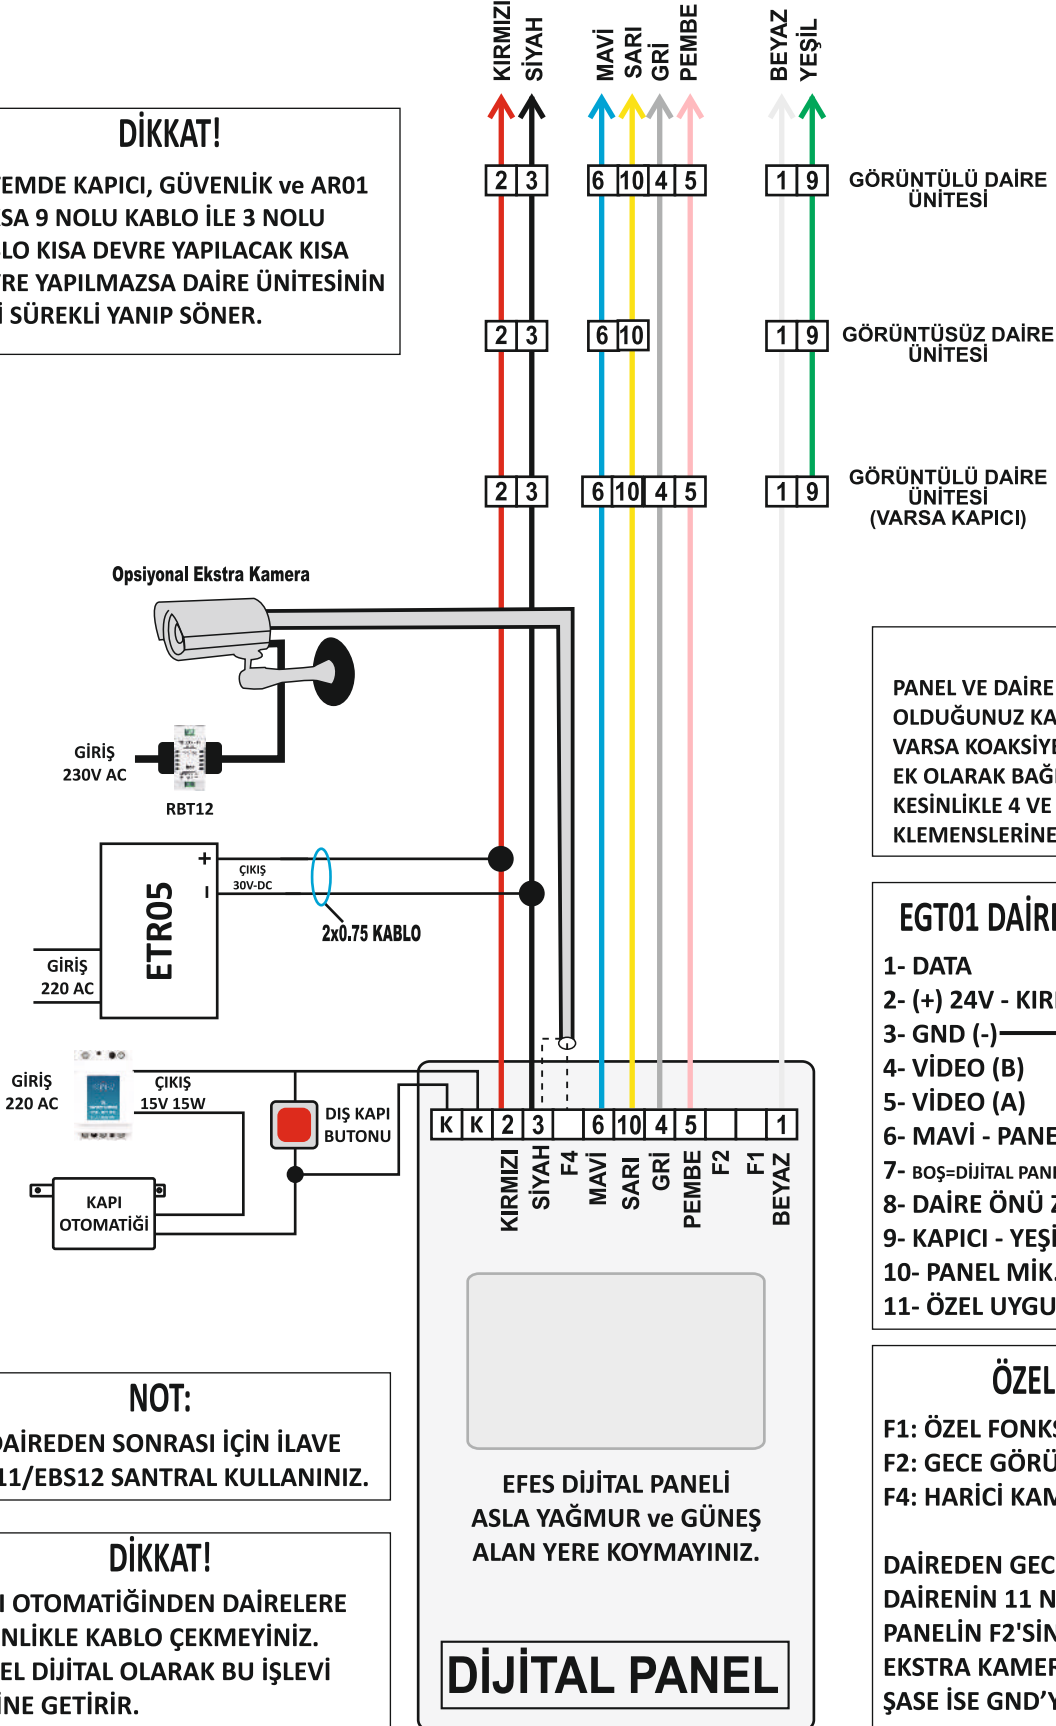 KIRMIZI
SİYAH
MAVİ
SARI
GRİ
PEMBE
BEYAZ
YEŞİL
DİKKAT!
EMDE KAPICI, GÜVENLİK ve AR01
SA 9 NOLU KABLO İLE 3 NOLU
LO KISA DEVRE YAPILACAK KISA
RE YAPILMAZSA DAİRE ÜNİTESİNİN
İ SÜREKLİ YANIP SÖNER.
2 3 6 10 4 5 1 9
GÖRÜNTÜLÜ DAİRE
ÜNİTESİ
2 3 6 10 1 9
GÖRÜNTÜSÜZ DAİRE
ÜNİTESİ
2 3 6 10 4 5 1 9
GÖRÜNTÜLÜ DAİRE
ÜNİTESİ
(VARSA KAPICI)
Opsiyonal Ekstra Kamera
GİRİŞ
230V AC
RBT12
ETR05
+
-
ÇIKIŞ
30V-DC
2x0.75 KABLO
GİRİŞ
220 AC
GİRİŞ
220 AC
ÇIKIŞ
15V 15W
DIŞ KAPI
BUTONU
KAPI
OTOMATİĞİ
K K 2 3 6 10 4 5 1
KIRMIZI
SİYAH
F4
MAVİ
SARI
GRİ
PEMBE
F2
F1
BEYAZ
EFES DİJİTAL PANELİ
ASLA YAĞMUR ve GÜNEŞ
ALAN YERE KOYMAYINIZ.
DİJİTAL PANEL
NOT:
DAİREDEN SONRASI İÇİN İLAVE
11/EBS12 SANTRAL KULLANINIZ.
DİKKAT!
I OTOMATİĞİNDEN DAİRELERE
NLİKLE KABLO ÇEKMEYİNİZ.
EL DİJİTAL OLARAK BU İŞLEVİ
İNE GETİRİR.
PANEL VE DAİRE
OLDUĞUNUZ KA
VARSA KOAKSİYE
EK OLARAK BAĞ
KESİNLİKLE 4 VE
KLEMENSLERİNE
EGT01 DAİRE
1- DATA
2- (+) 24V - KIR
3- GND (-)
4- VİDEO (B)
5- VİDEO (A)
6- MAVİ - PANE
7- BOŞ=DİJİTAL PANE
8- DAİRE ÖNÜ Z
9- KAPICI - YEŞİ
10- PANEL MİK.
11- ÖZEL UYGU
ÖZEL
F1: ÖZEL FONKS
F2: GECE GÖRÜ
F4: HARİCİ KAM
DAİREDEN GEC
DAİRENİN 11 N
PANELİN F2'SİN
EKSTRA KAMER
ŞASE İSE GND'Y